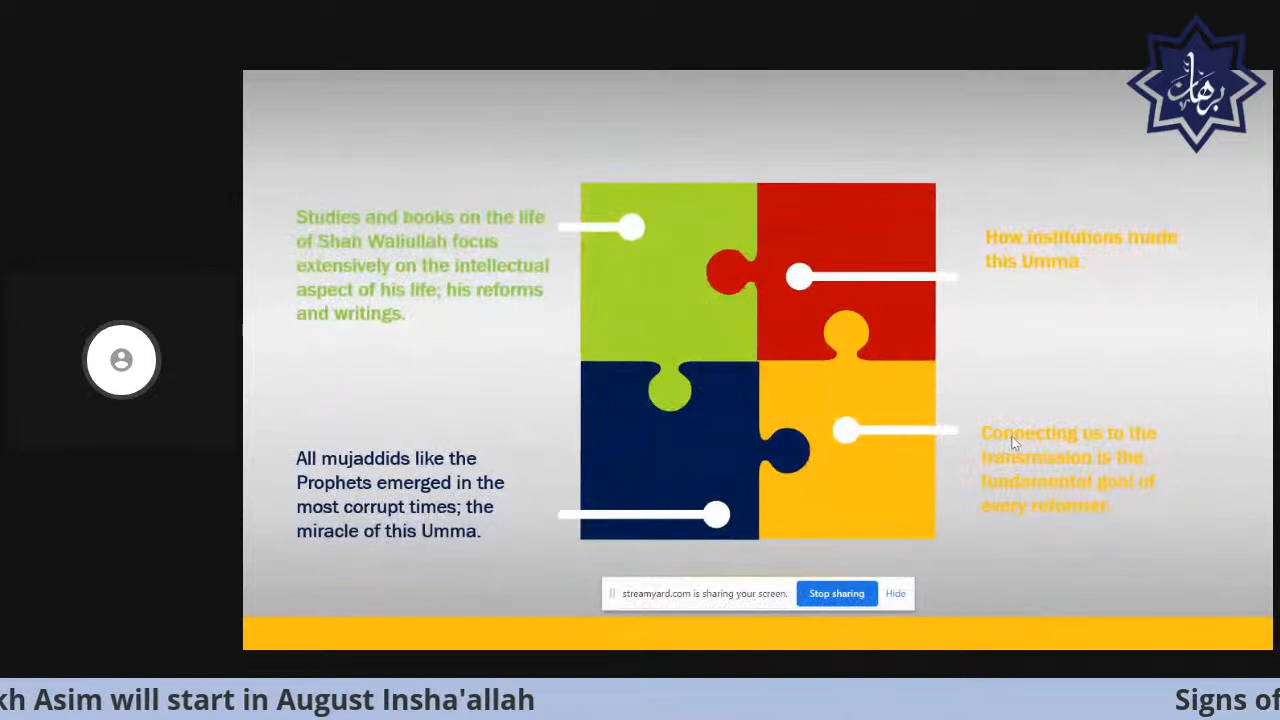 برهان
Studies and books on the life
of Shah Waliullah focus
extensively on the intellectual
aspect of his life; his reforms
and writings.
How institutions made
this Umma.
All mujaddids like the
Prophets emerged in the
most corrupt times; the
miracle of this Umma.
Connecting us to the
transmission is the
fundamental goal of
every reformer.
streamyard.com is sharing your screen. Stop sharing Hide
kh Asim will start in August Insha'allah Signs of